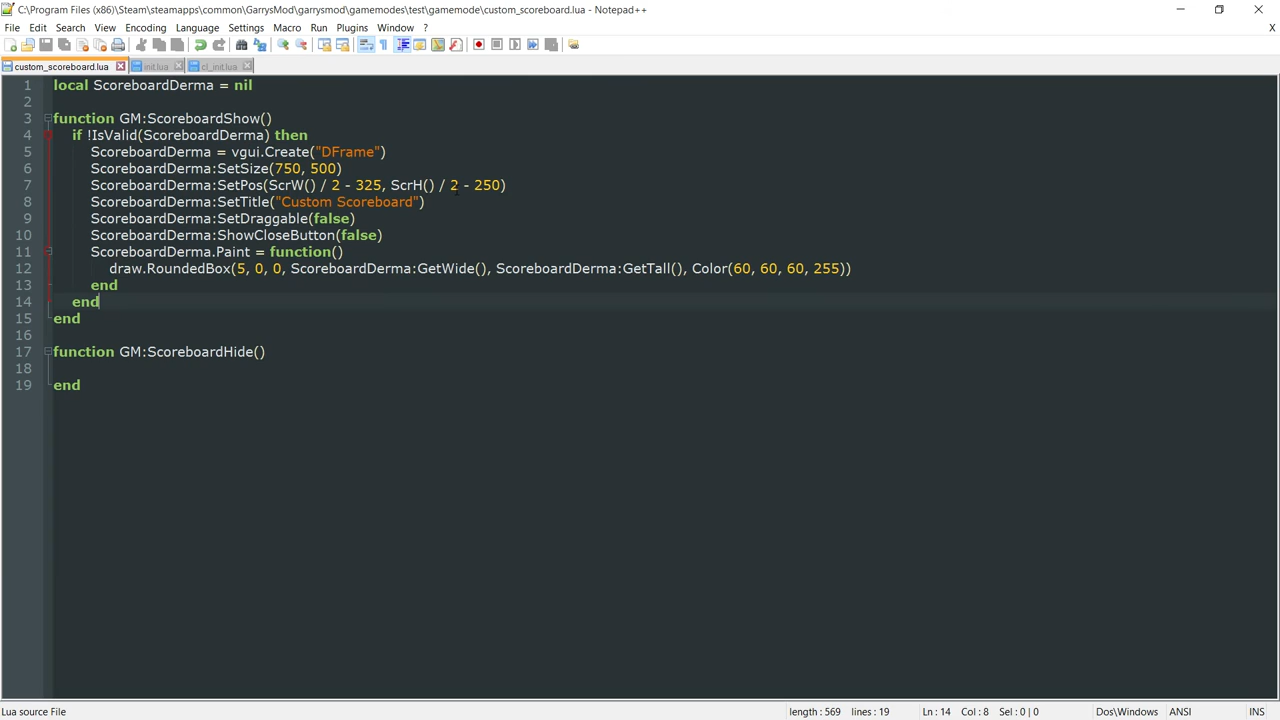 C:\Program Files (x86)\Steam\steamapps\common\GarrysMod\garrysmod\gamemodes\test\gamemode\custom_scoreboard.lua - Notepad++
File Edit Search View Encoding Language Settings Macro Run Plugins Window ? X
custom_scoreboard.lua init.lua cl_init.lua
1 local ScoreboardDerma = nil
2
3 function GM:ScoreboardShow()
4 if !IsValid(ScoreboardDerma) then
5 ScoreboardDerma = vgui.Create("DFrame")
6 ScoreboardDerma:SetSize(750, 500)
7 ScoreboardDerma:SetPos(ScrW() / 2 - 325, ScrH() / 2 - 250)
8 ScoreboardDerma:SetTitle("Custom Scoreboard")
9 ScoreboardDerma:SetDraggable(false)
10 ScoreboardDerma:ShowCloseButton(false)
11 ScoreboardDerma.Paint = function()
12 draw.RoundedBox(5, 0, 0, ScoreboardDerma:GetWide(), ScoreboardDerma:GetTall(), Color(60, 60, 60, 255))
13 end
14 end
15 end
16
17 function GM:ScoreboardHide()
18
19 end
Lua source File length : 569 lines : 19 Ln : 14 Col : 8 Sel : 0 | 0 Dos\Windows ANSI INS